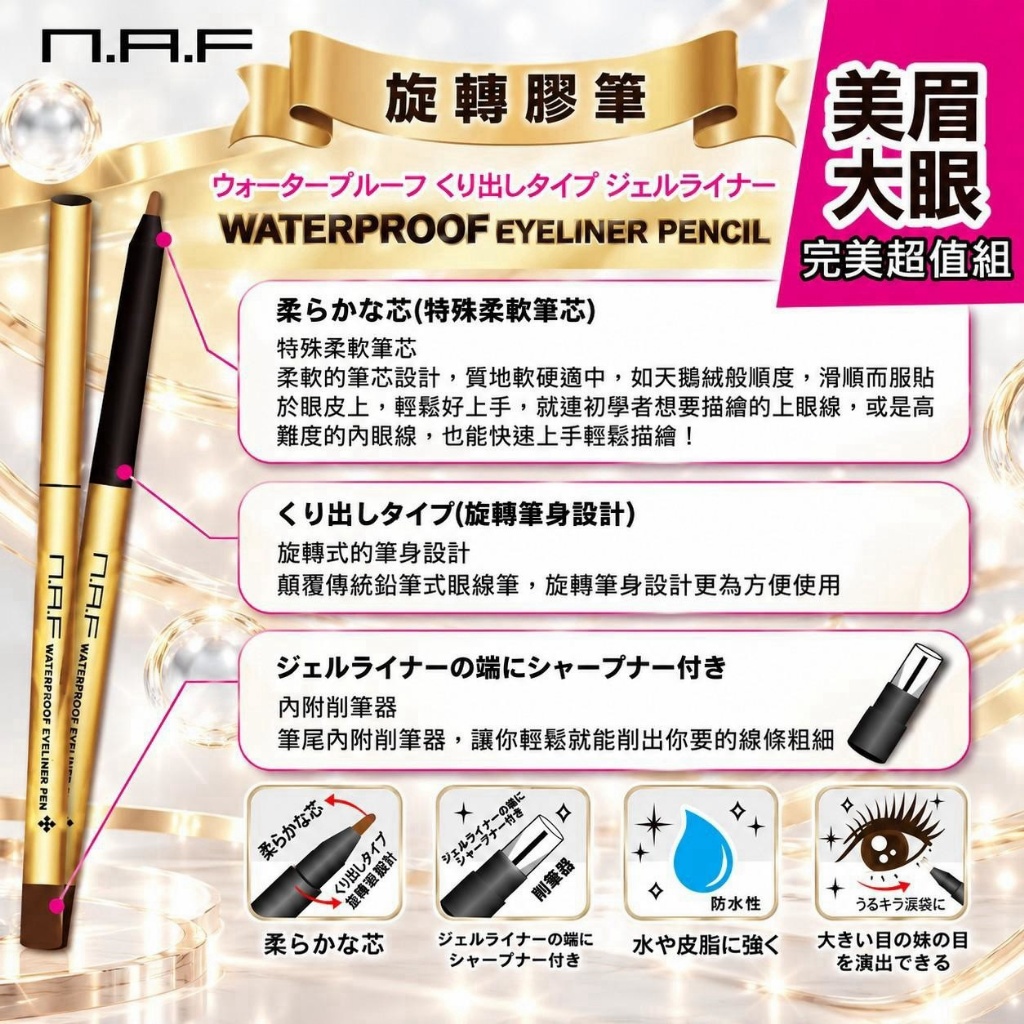 n.A.F
旋轉膠筆
美眉
大眼
完美超值組
ウォータープルーフ くり出しタイプ ジェルライナー
WATERPROOF EYELINER PENCIL
柔らかな芯(特殊柔軟筆芯)
特殊柔軟筆芯
柔軟的筆芯設計，質地軟硬適中，如天鵝絨般順度，滑順而服貼
於眼皮上，輕鬆好上手，就連初學者想要描繪的上眼線，或是高
難度的內眼線，也能快速上手輕鬆描繪！
くり出しタイプ(旋轉筆身設計)
旋轉式的筆身設計
顛覆傳統鉛筆式眼線筆，旋轉筆身設計更為方便使用
ジェルライナーの端にシャープナー付き
內附削筆器
筆尾內附削筆器，讓你輕鬆就能削出你要的線條粗細
n.A.F WATERPROOF EYELINER PEN
n.A.F WATERPROOF EYELINER
柔らかな芯
くり出しタイプ
柔らかな芯
ジェルライナーの端に
シャープナー付き
削筆器
ジェルライナーの端に
シャープナー付き
防水性
水や皮脂に強く
うるキラ涙袋に
大きい目の妹の目
を演出できる